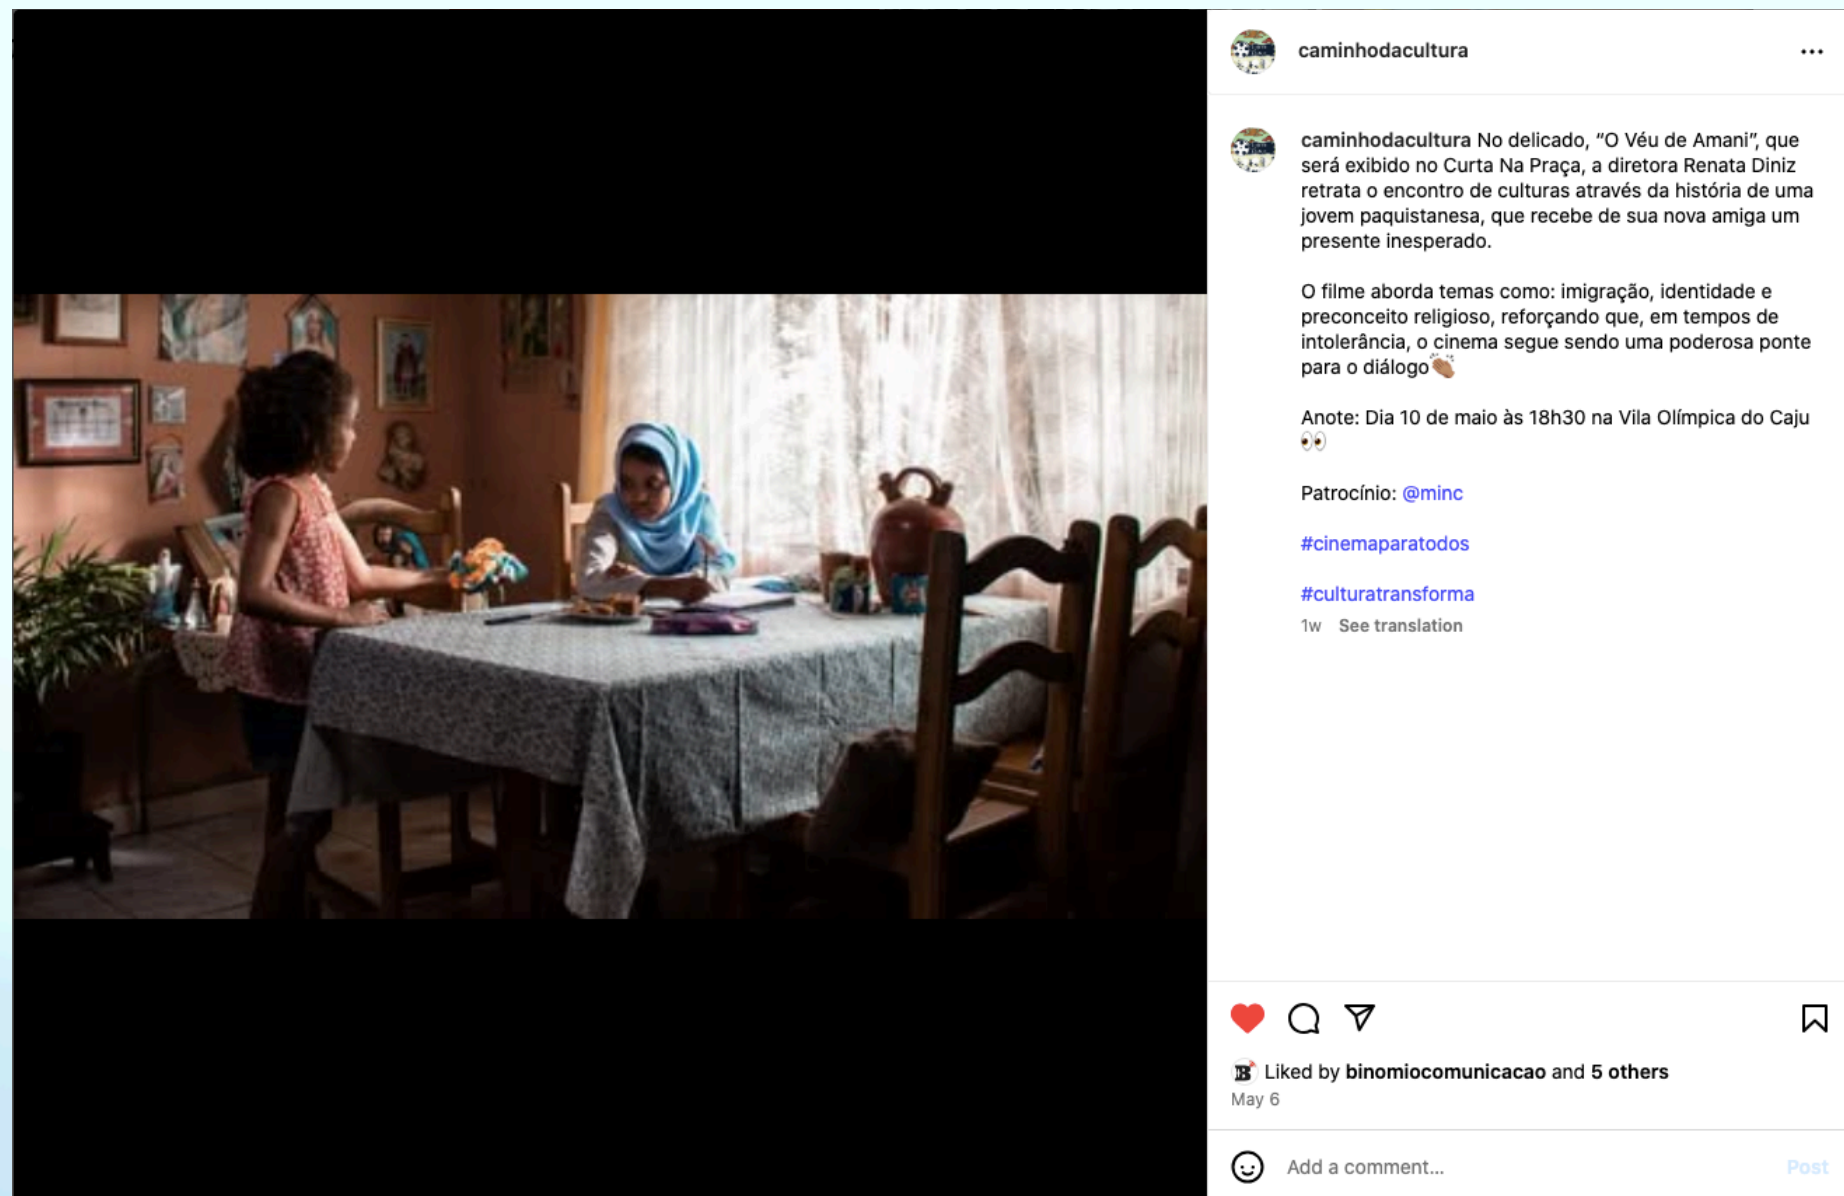 caminhodacultura
caminhodacultura No delicado, “O Véu de Amani”, que
será exibido no Curta Na Praça, a diretora Renata Diniz
retrata o encontro de culturas através da história de uma
jovem paquistanesa, que recebe de sua nova amiga um
presente inesperado.
O filme aborda temas como: imigração, identidade e
preconceito religioso, reforçando que, em tempos de
intolerância, o cinema segue sendo uma poderosa ponte
para o diálogo👏🏽
Anote: Dia 10 de maio às 18h30 na Vila Olímpica do Caju
👀
Patrocínio: @minc
#cinemaparatodos
#culturatransforma
1w See translation
B Liked by binomiocomunicacao and 5 others
May 6
Add a comment...
Post